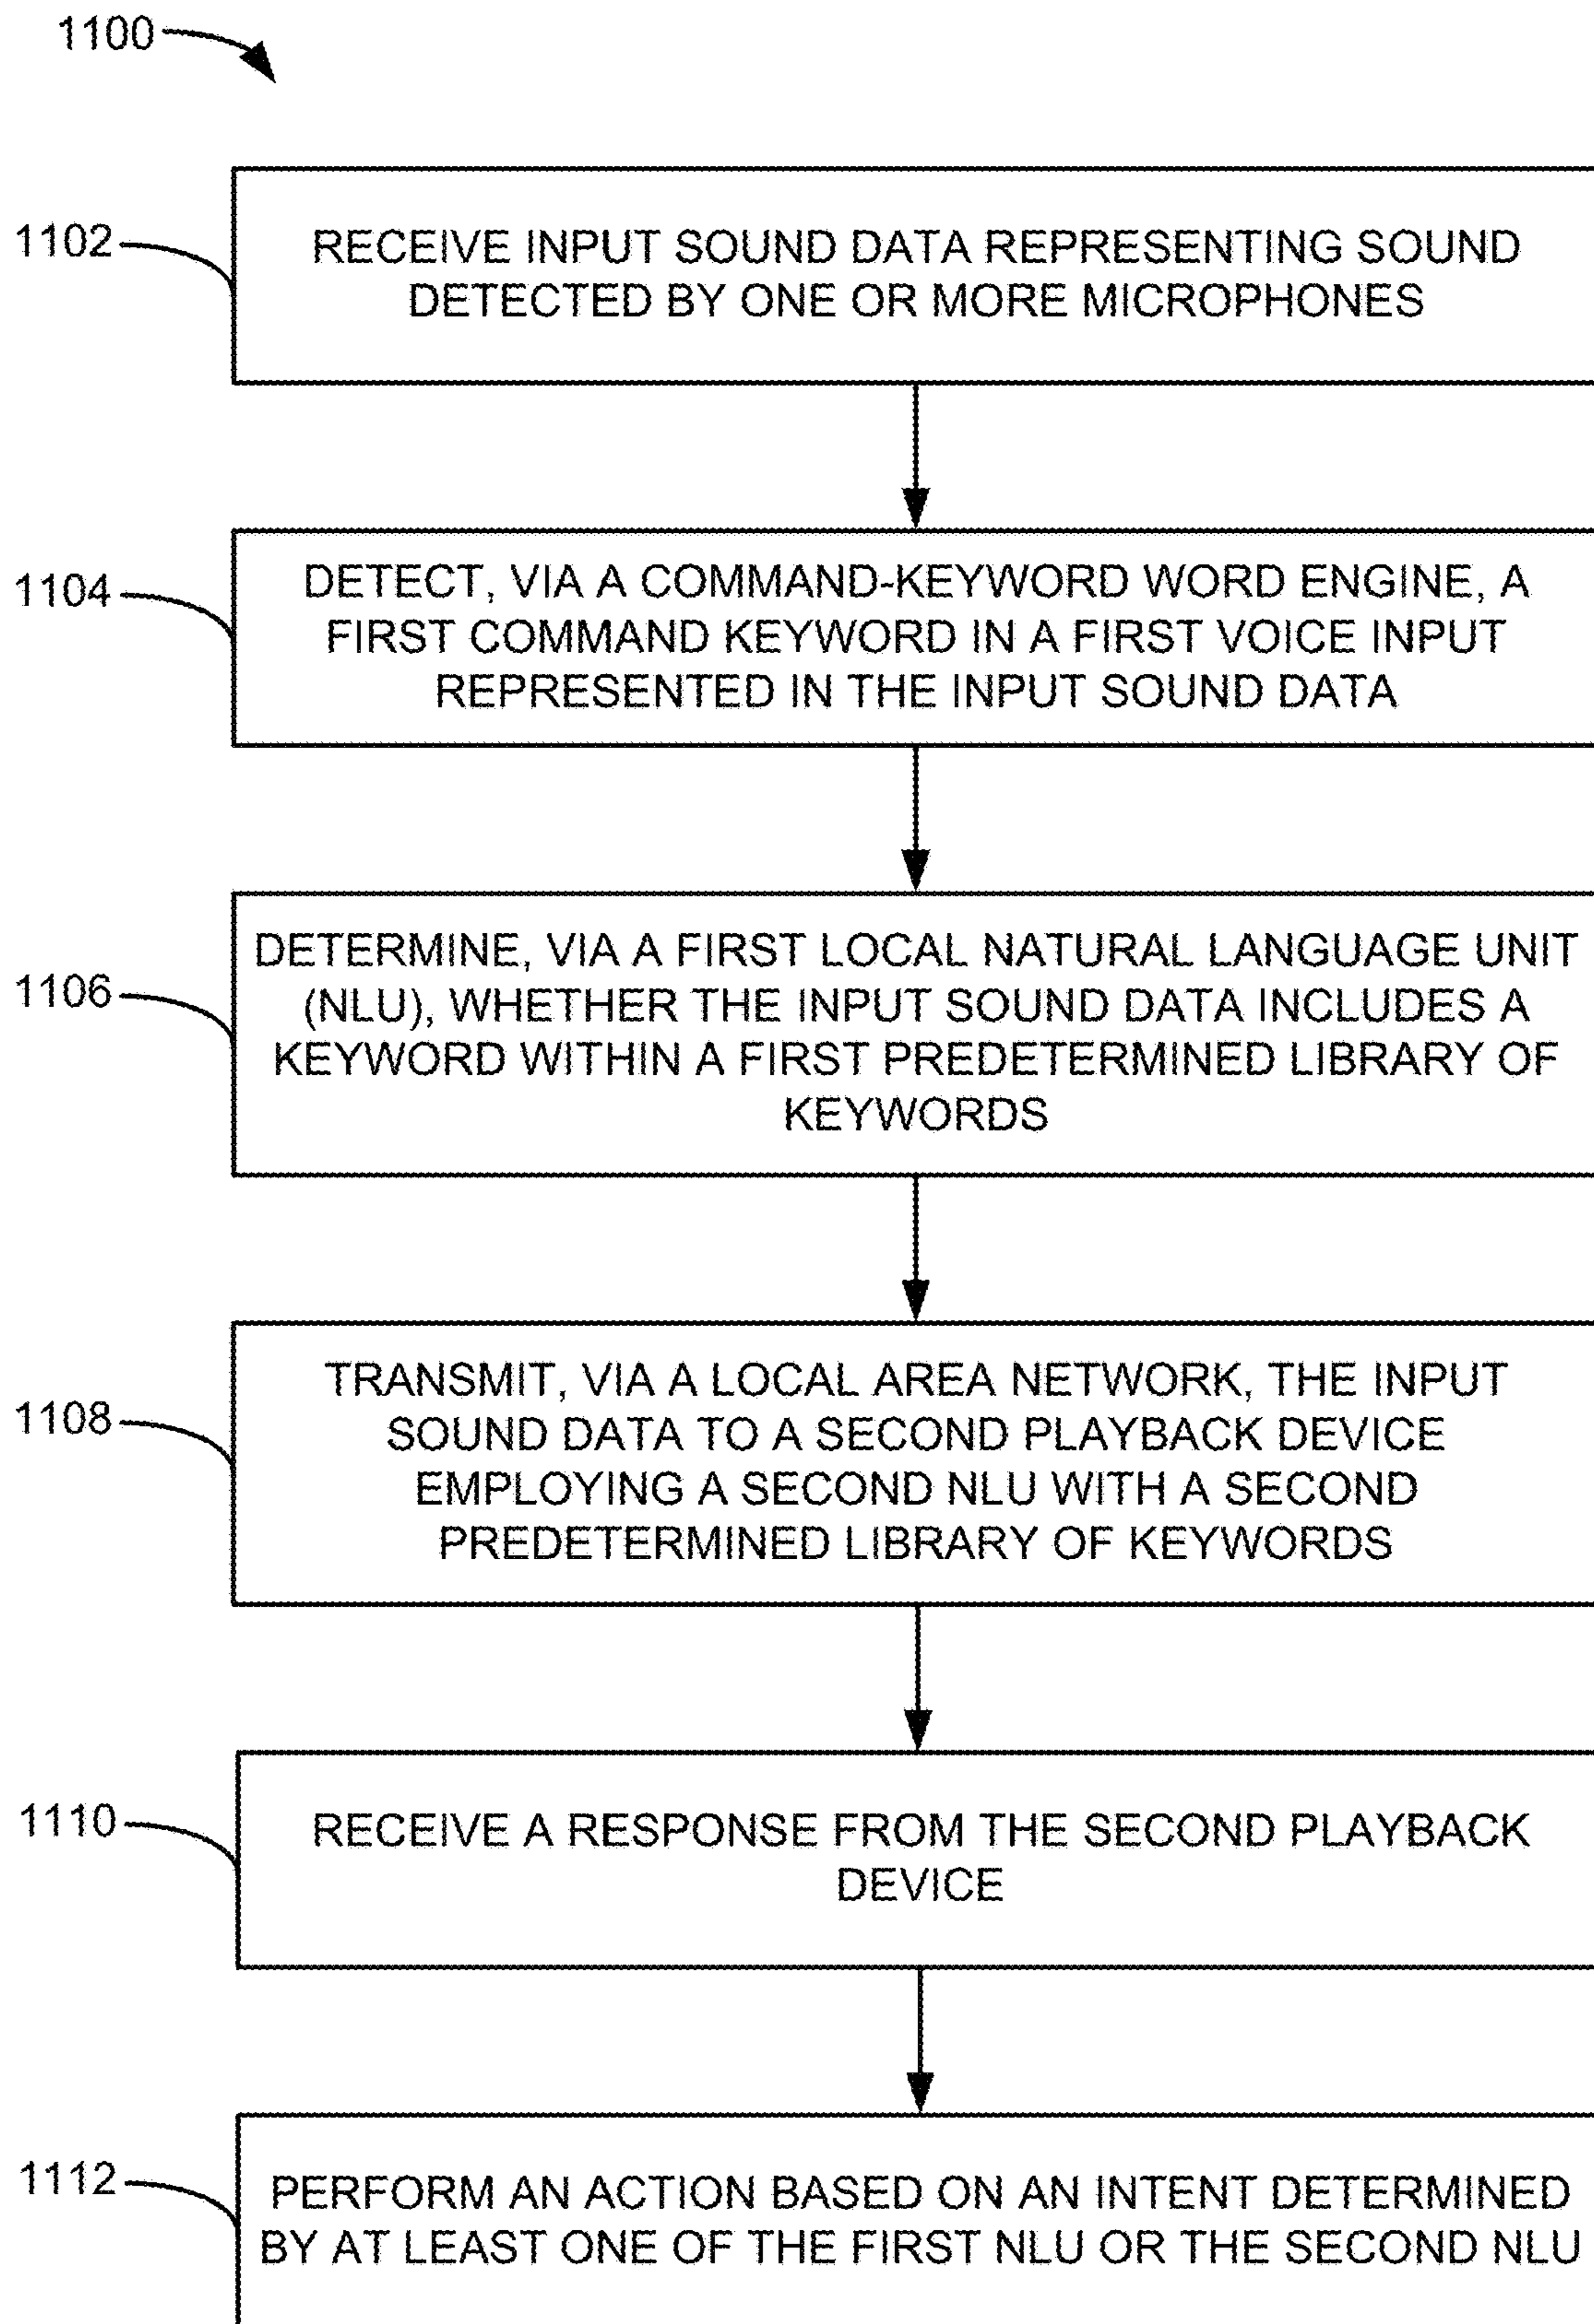 1100
1102
RECEIVE INPUT SOUND DATA REPRESENTING SOUND
DETECTED BY ONE OR MORE MICROPHONES
1104
DETECT, VIA A COMMAND-KEYWORD WORD ENGINE, A
FIRST COMMAND KEYWORD IN A FIRST VOICE INPUT
REPRESENTED IN THE INPUT SOUND DATA
1106
DETERMINE, VIA A FIRST LOCAL NATURAL LANGUAGE UNIT
(NLU), WHETHER THE INPUT SOUND DATA INCLUDES A
KEYWORD WITHIN A FIRST PREDETERMINED LIBRARY OF
KEYWORDS
1108
TRANSMIT, VIA A LOCAL AREA NETWORK, THE INPUT
SOUND DATA TO A SECOND PLAYBACK DEVICE
EMPLOYING A SECOND NLU WITH A SECOND
PREDETERMINED LIBRARY OF KEYWORDS
1110
RECEIVE A RESPONSE FROM THE SECOND PLAYBACK
DEVICE
1112
PERFORM AN ACTION BASED ON AN INTENT DETERMINED
BY AT LEAST ONE OF THE FIRST NLU OR THE SECOND NLU